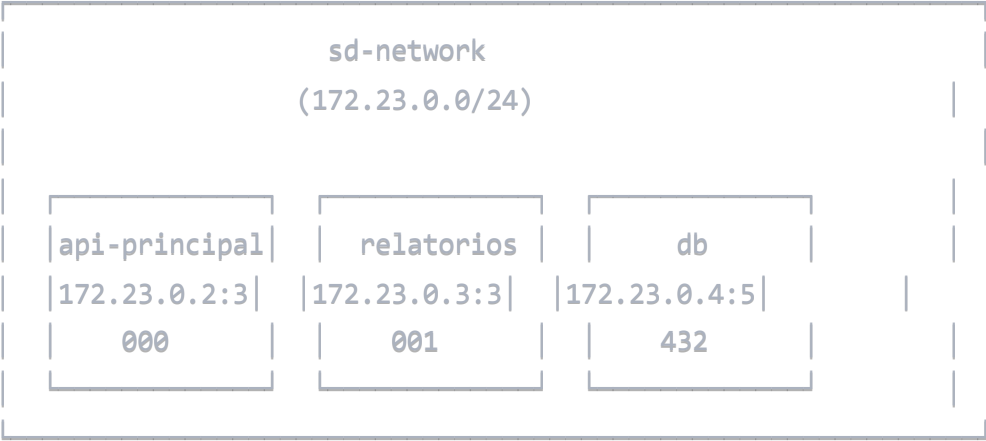 sd-network
(172.23.0.0/24)
api-principal relatorios db
172.23.0.2:3 172.23.0.3:3 172.23.0.4:5
000 001 432